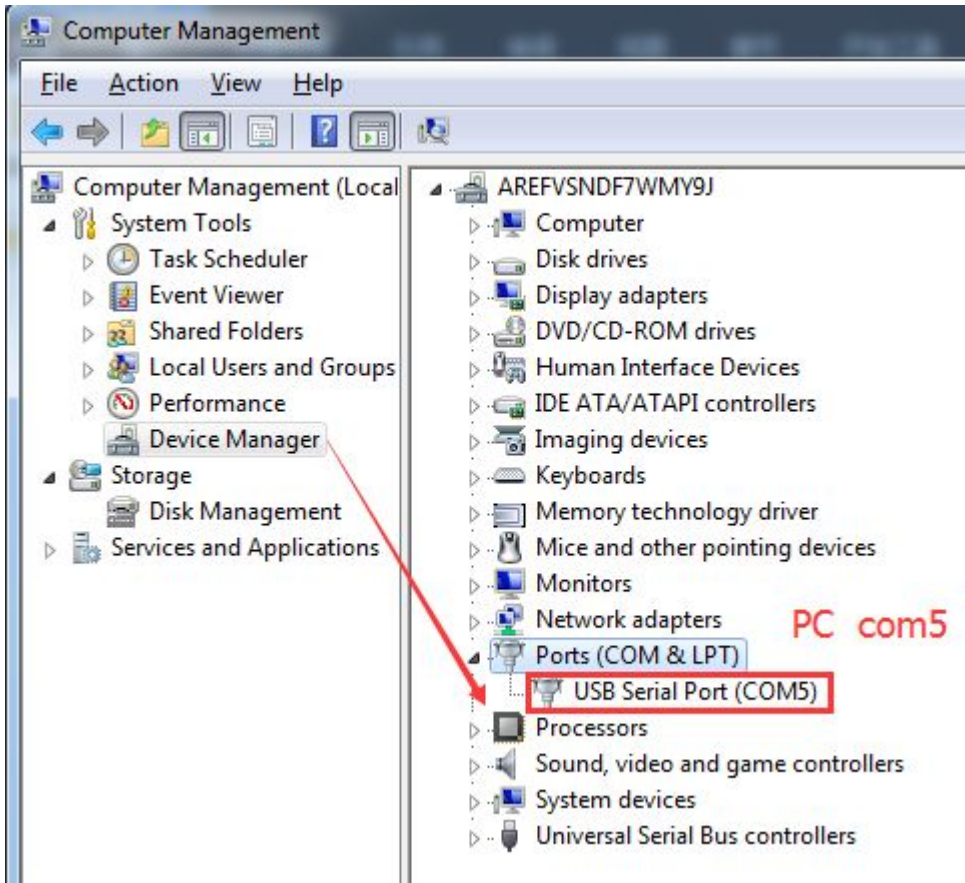 Computer Management
File Action View Help
Computer Management (Local
System Tools
Task Scheduler
Event Viewer
Shared Folders
Local Users and Groups
Performance
Device Manager
Storage
Disk Management
Services and Applications
AREFVSNDF7WMY9J
Computer
Disk drives
Display adapters
DVD/CD-ROM drives
Human Interface Devices
IDE ATA/ATAPI controllers
Imaging devices
Keyboards
Memory technology driver
Mice and other pointing devices
Monitors
Network adapters
PC com5
Ports (COM & LPT)
USB Serial Port (COM5)
Processors
Sound, video and game controllers
System devices
Universal Serial Bus controllers